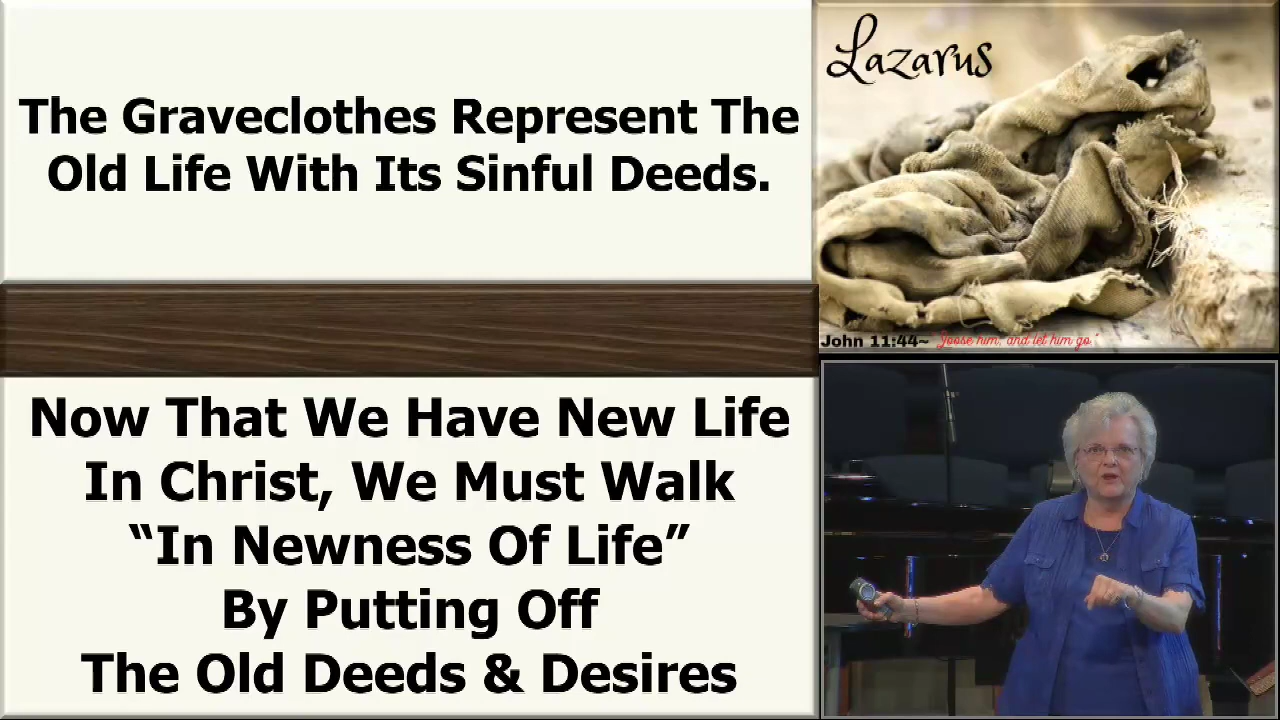 The Graveclothes Represent The
Old Life With Its Sinful Deeds.
Now That We Have New Life
In Christ, We Must Walk
“In Newness Of Life”
By Putting Off
The Old Deeds & Desires
Lazarus
John 11:44~ "loose him, and let him go"